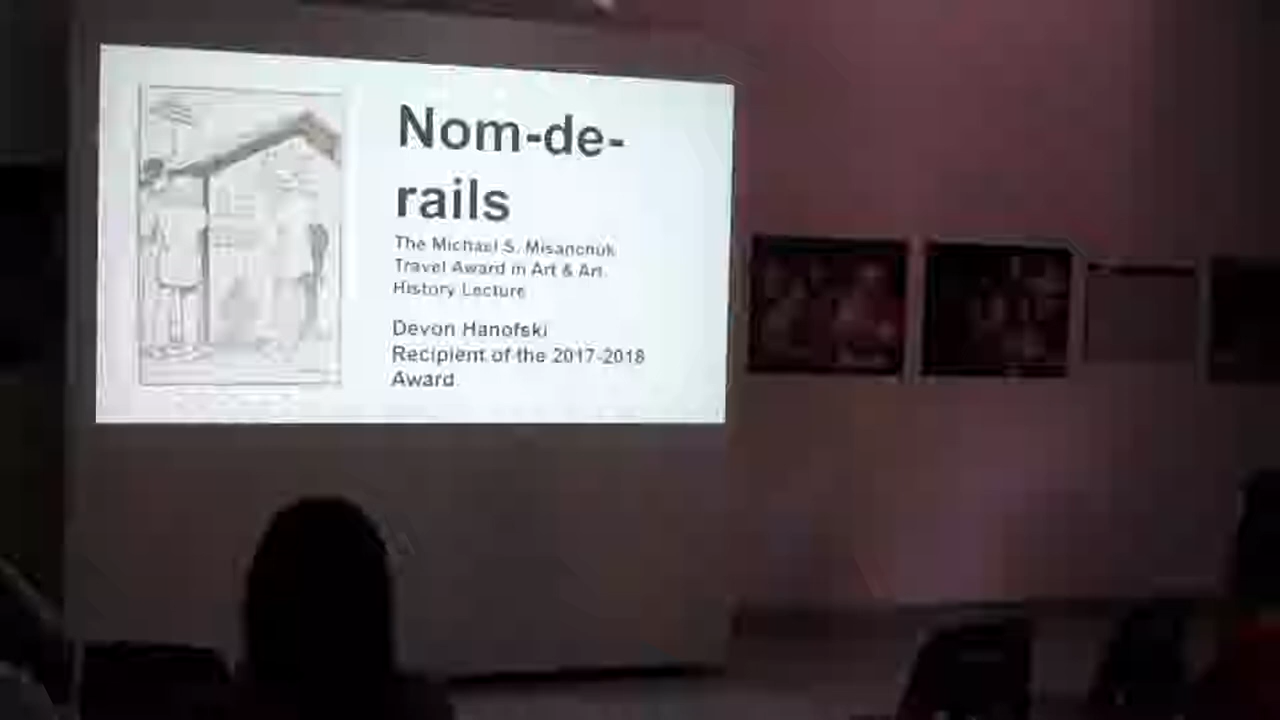 Nom-de-
rails
The Michael S. Misanchuk
Travel Award in Art & Art
History Lecture
Devon Hanofski
Recipient of the 2017-2018
Award